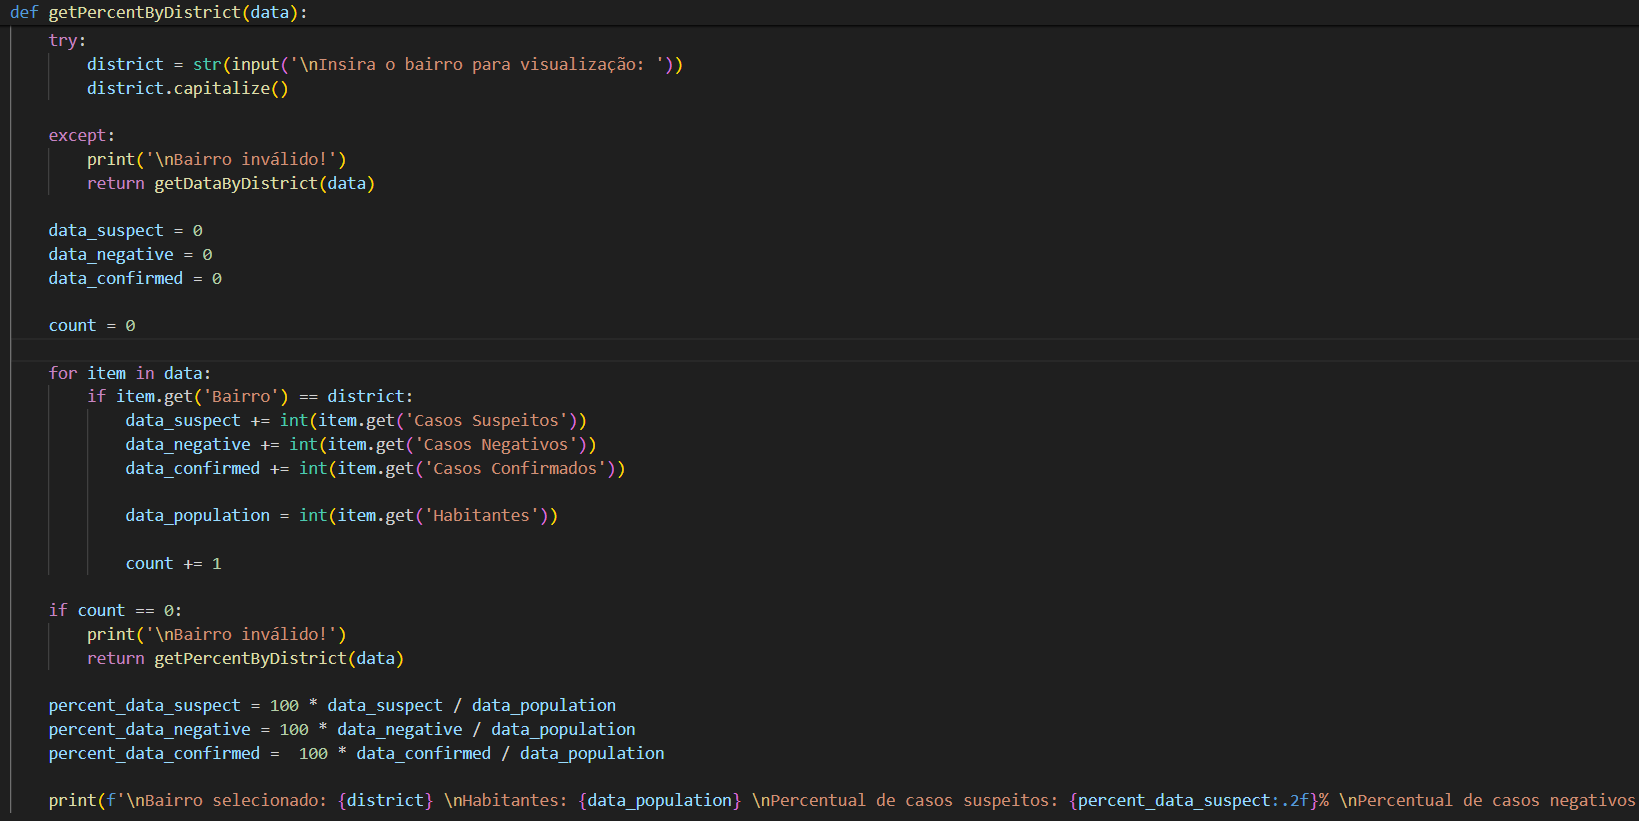 def getPercentByDistrict(data):
    try:
        district = str(input('\nInsira o bairro para visualização: '))
        district.capitalize()
    except:
        print('\nBairro inválido!')
        return getDataByDistrict(data)
    data_suspect = 0
    data_negative = 0
    data_confirmed = 0
    count = 0
    for item in data:
        if item.get('Bairro') == district:
            data_suspect += int(item.get('Casos Suspeitos'))
            data_negative += int(item.get('Casos Negativos'))
            data_confirmed += int(item.get('Casos Confirmados'))
            data_population = int(item.get('Habitantes'))
            count += 1
    if count == 0:
        print('\nBairro inválido!')
        return getPercentByDistrict(data)
    percent_data_suspect = 100 * data_suspect / data_population
    percent_data_negative = 100 * data_negative / data_population
    percent_data_confirmed =  100 * data_confirmed / data_population
    print(f'\nBairro selecionado: {district} \nHabitantes: {data_population} \nPercentual de casos suspeitos: {percent_data_suspect:.2f}% \nPercentual de casos negativos